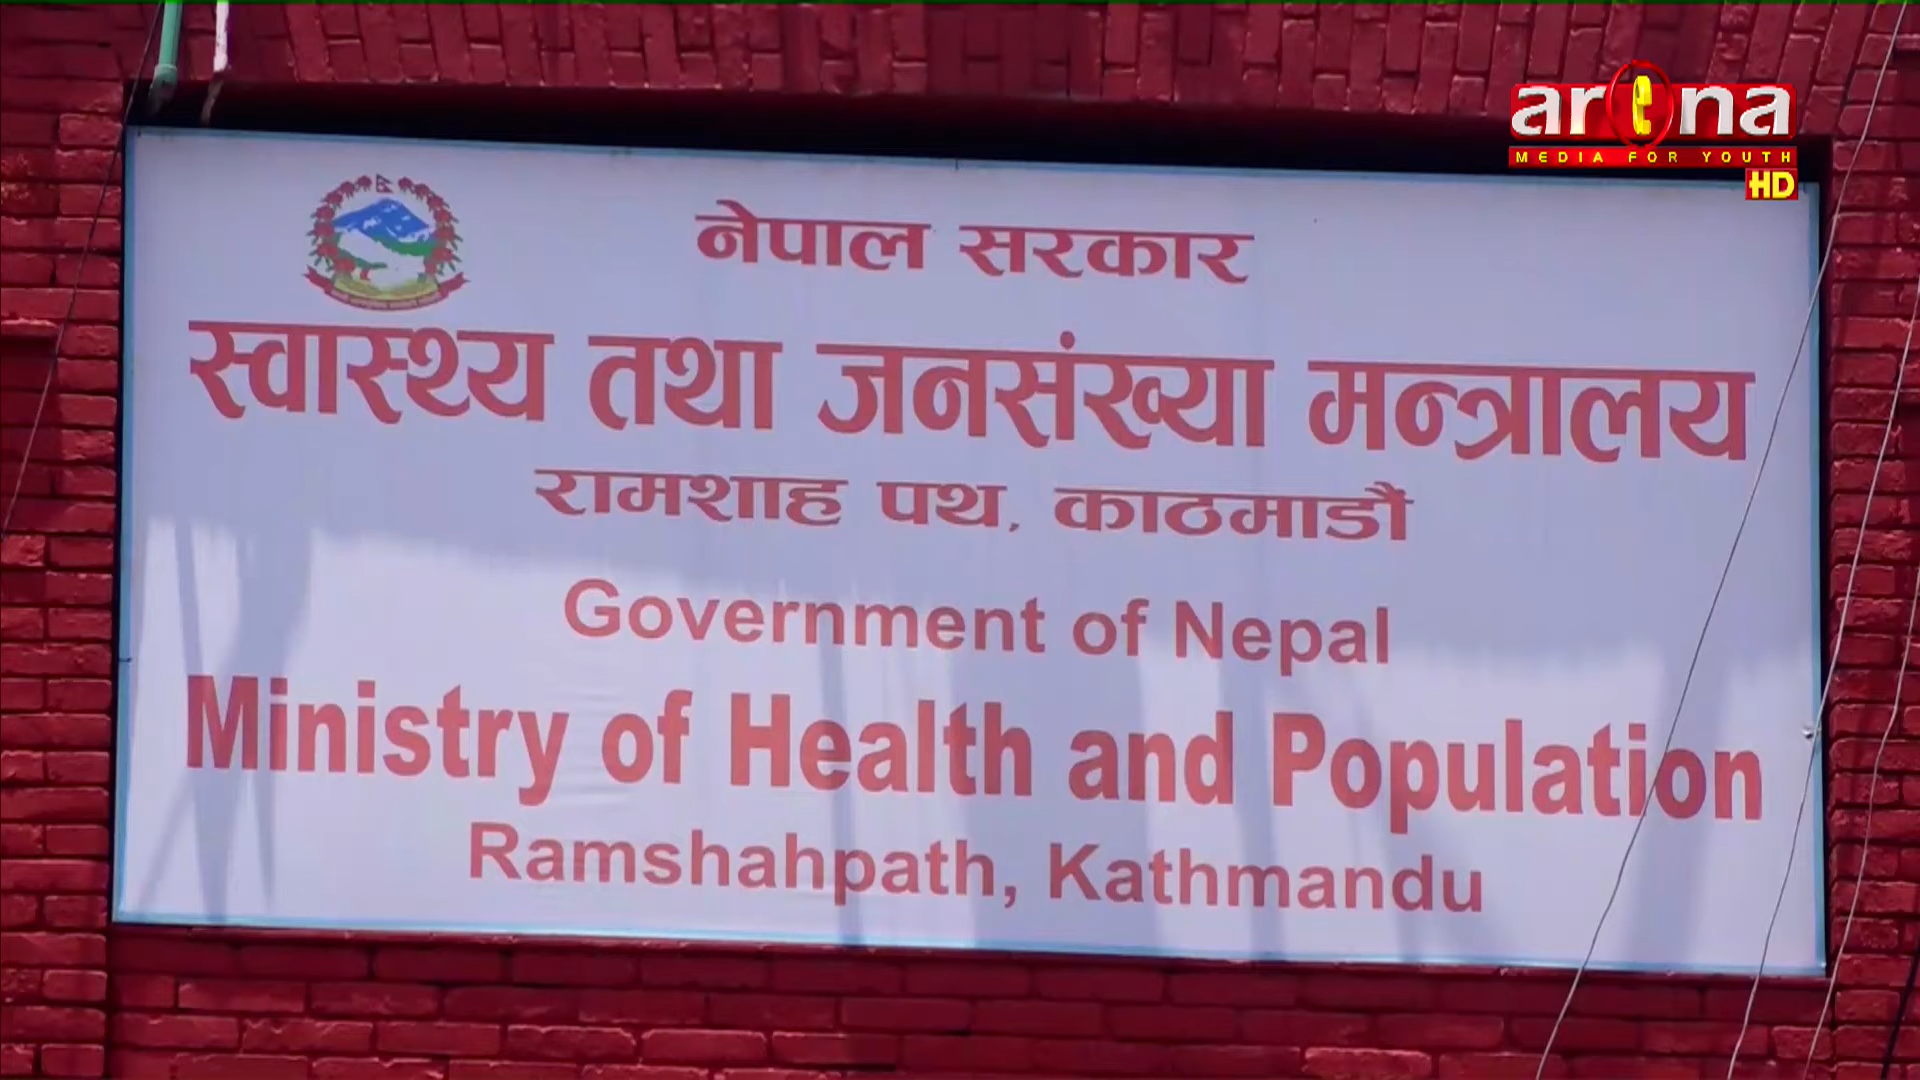 arena
MEDIA FOR YOUTH
HD
नेपाल सरकार
स्वास्थ्य तथा जनसंख्या मन्त्रालय
रामशाह पथ, काठमाडौं
Government of Nepal
Ministry of Health and Population
Ramshahpath, Kathmandu